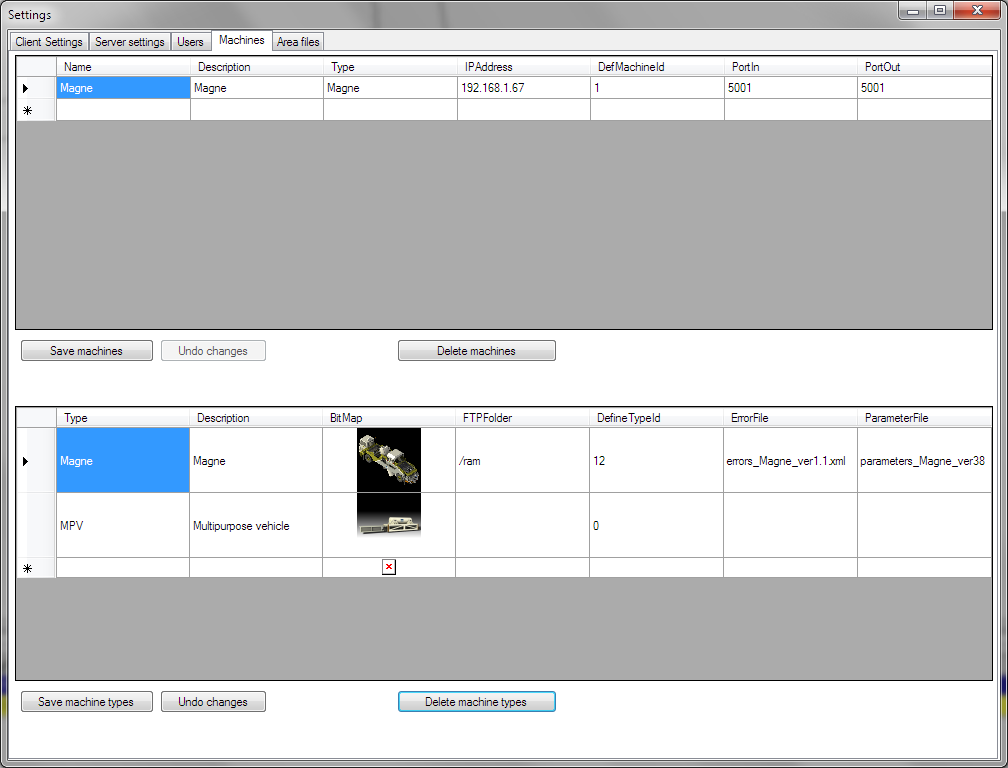 Settings
Client Settings Server settings Users Machines Area files
Name Description Type IPAddress DefMachineId PortIn PortOut
Magne Magne Magne 192.168.1.67 1 5001 5001
Save machines Undo changes Delete machines
Type Description BitMap FTPFolder DefineTypeId ErrorFile ParameterFile
Magne Magne /ram 12 errors_Magne_ver1.1.xml parameters_Magne_ver38
MPV Multipurpose vehicle 0
Save machine types Undo changes Delete machine types